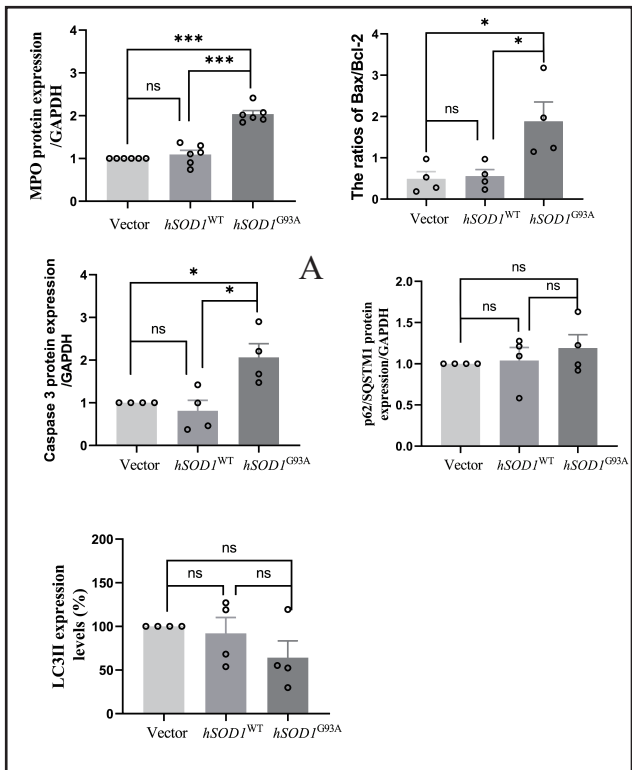 MPO protein expression
/GAPDH
4
3
2
1
0
***
***
ns
Vector
hSOD1WT
hSOD1G93A
The ratios of Bax/Bcl-2
4
3
2
1
0
*
*
ns
Vector
hSOD1WT
hSOD1G93A
A
Caspase 3 protein expression
/GAPDH
4
3
2
1
0
*
*
ns
Vector
hSOD1WT
hSOD1G93A
p62/SQSTM1 protein
expression/GAPDH
2.0
1.5
1.0
0.5
0.0
ns
ns
ns
Vector
hSOD1WT
hSOD1G93A
LC3II expression
levels (%)
200
150
100
50
0
ns
ns
ns
Vector
hSOD1WT
hSOD1G93A